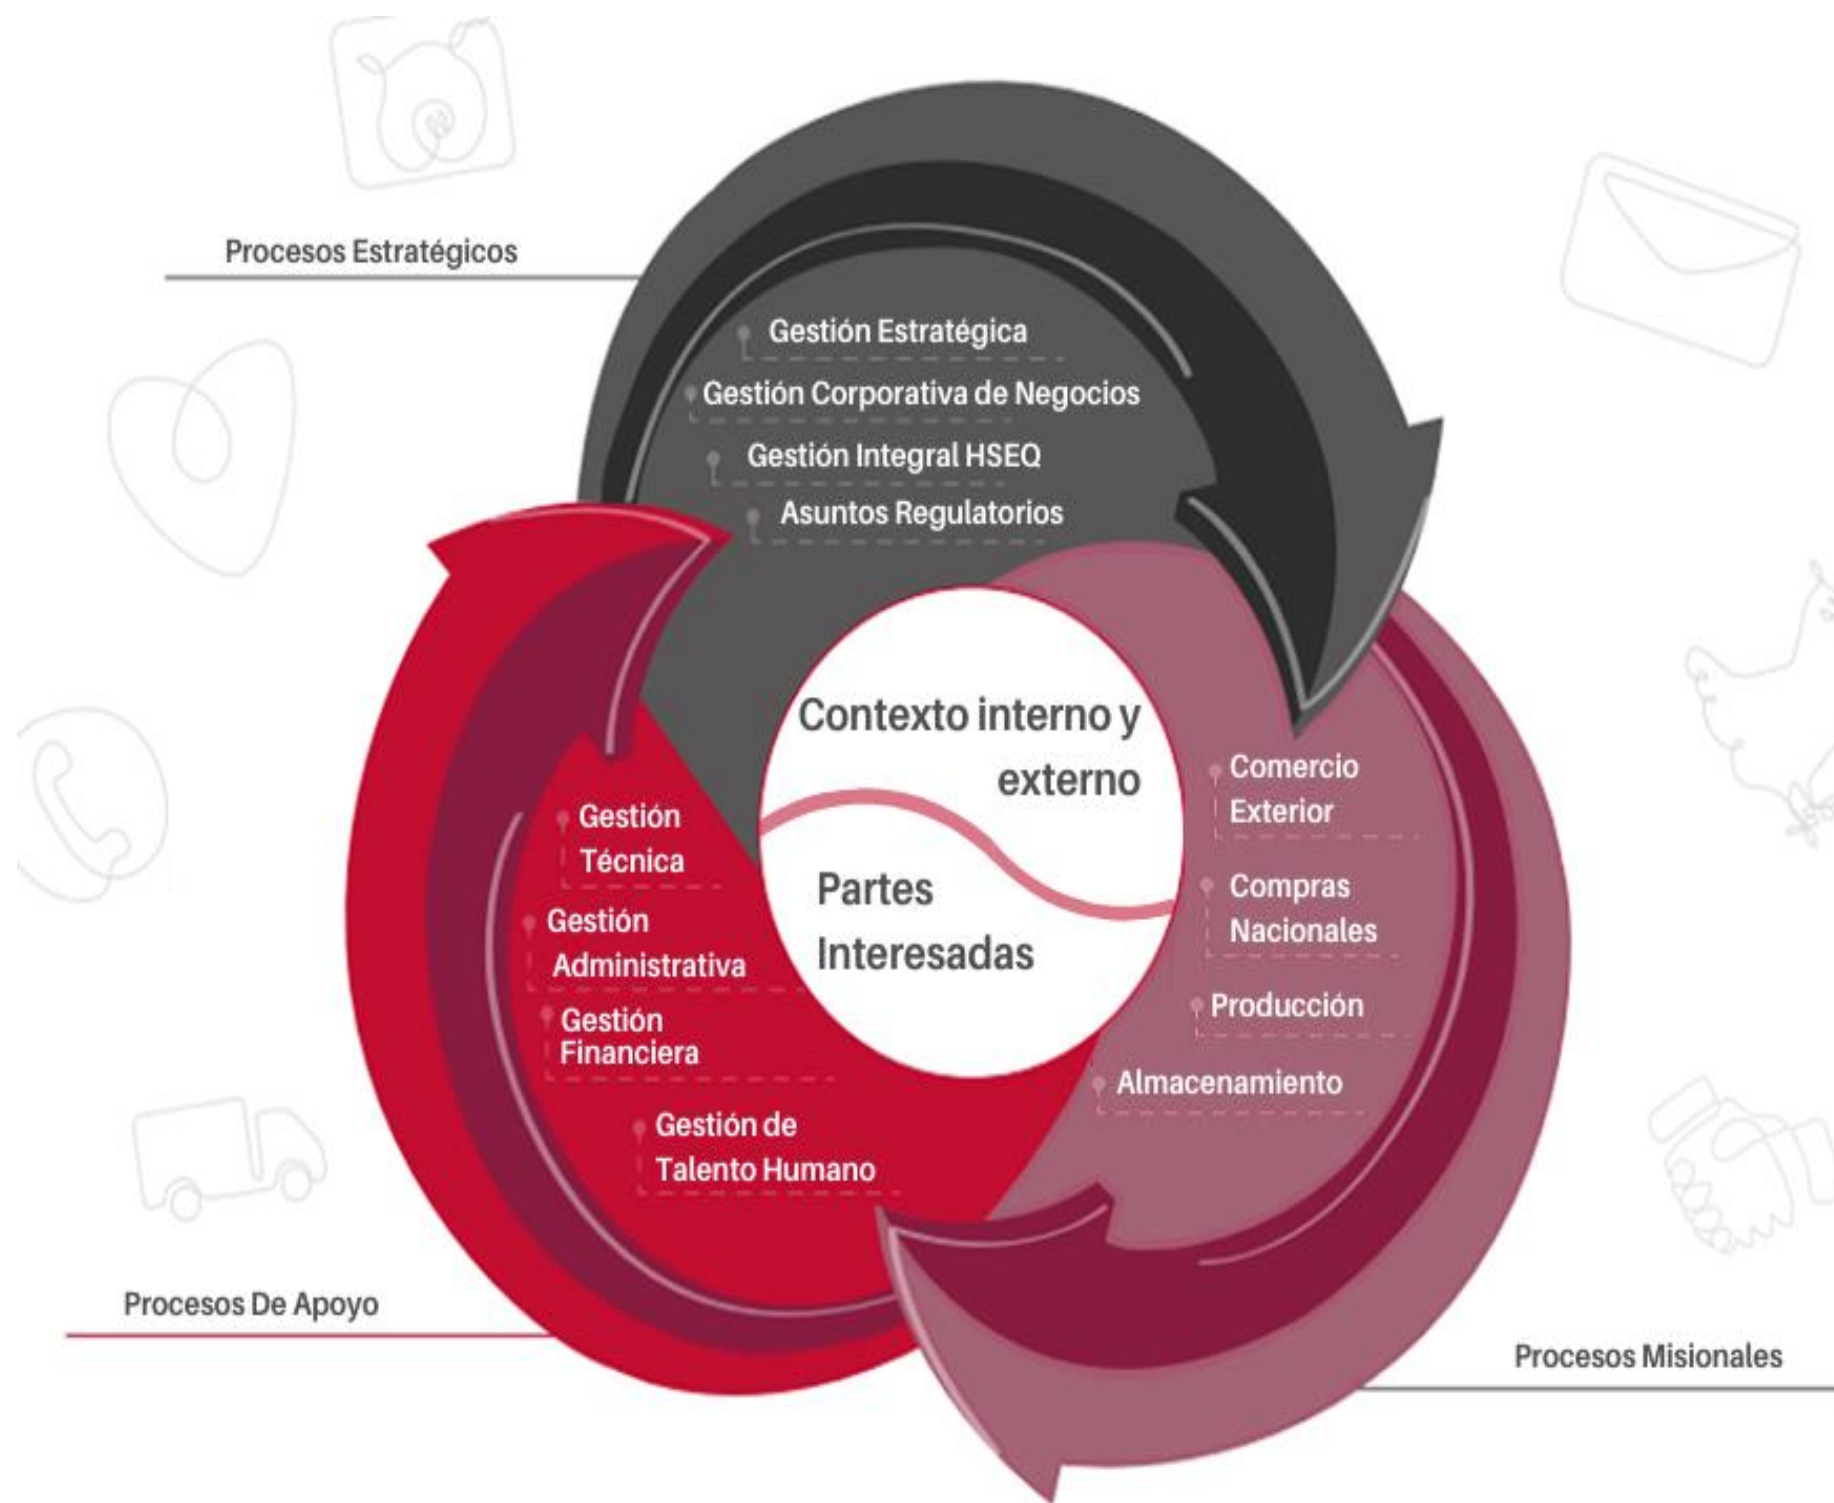 Procesos Estratégicos
Gestión Estratégica
Gestión Corporativa de Negocios
Gestión Integral HSEQ
Asuntos Regulatorios
Contexto interno y
externo
Partes
Interesadas
Comercio
Exterior
Compras
Nacionales
Producción
Almacenamiento
Gestión
Técnica
Gestión
Administrativa
Gestión
Financiera
Gestión de
Talento Humano
Procesos De Apoyo
Procesos Misionales